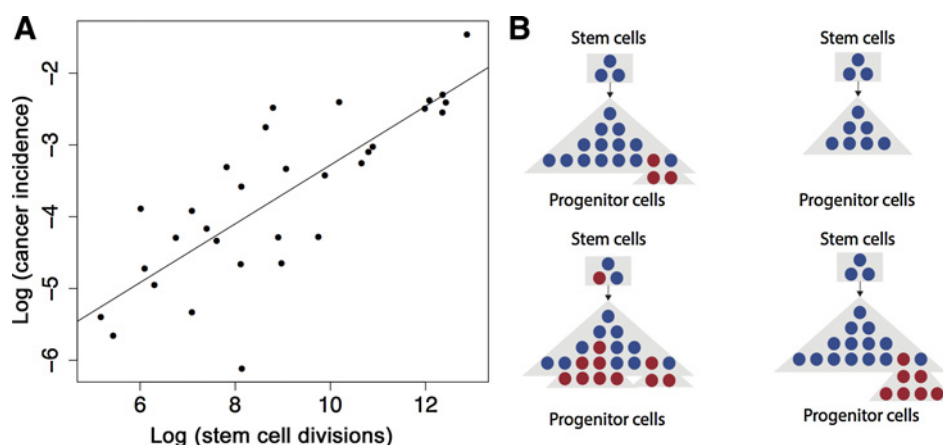 A
Log (cancer incidence)
−2
−3
−4
−5
−6
6 8 10 12
Log (stem cell divisions)
B
Stem cells
Progenitor cells
Stem cells
Progenitor cells
Stem cells
Progenitor cells
Stem cells
Progenitor cells